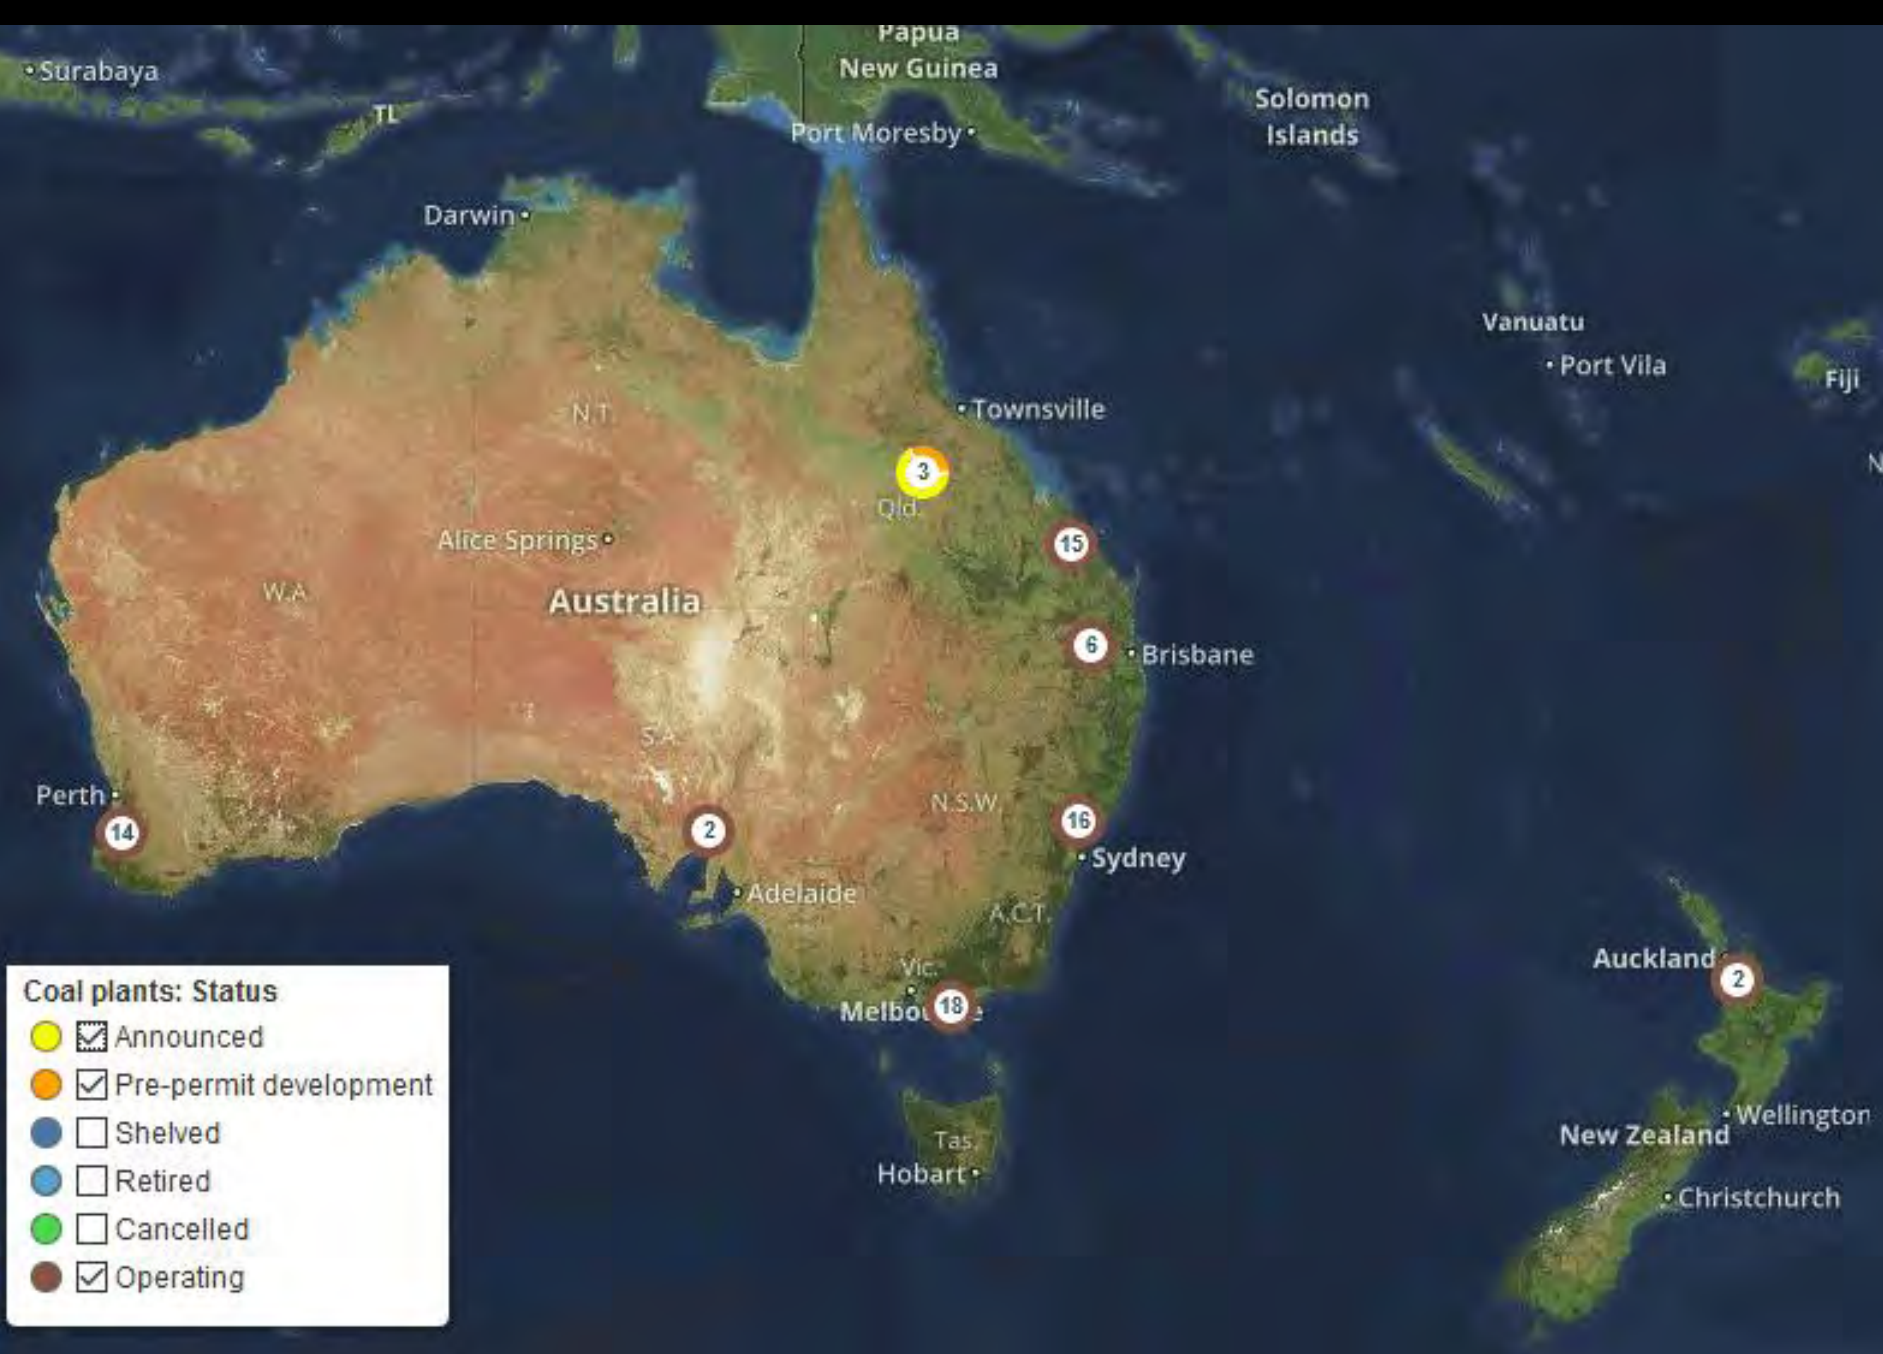 Papua
New Guinea
Surabaya
Solomon
Islands
TL
Port Moresby
Darwin
Vanuatu
Port Vila
Fiji
N.T.
Townsville
3
Qld.
Alice Springs
15
W.A.
Australia
6
Brisbane
S.A.
Perth
14
2
N.S.W.
16
Sydney
Adelaide
A.C.T.
Auckland
2
Vic.
18
Tas.
Hobart
Wellington
New Zealand
Christchurch
Coal plants: Status
Announced
Pre-permit development
Shelved
Retired
Cancelled
Operating